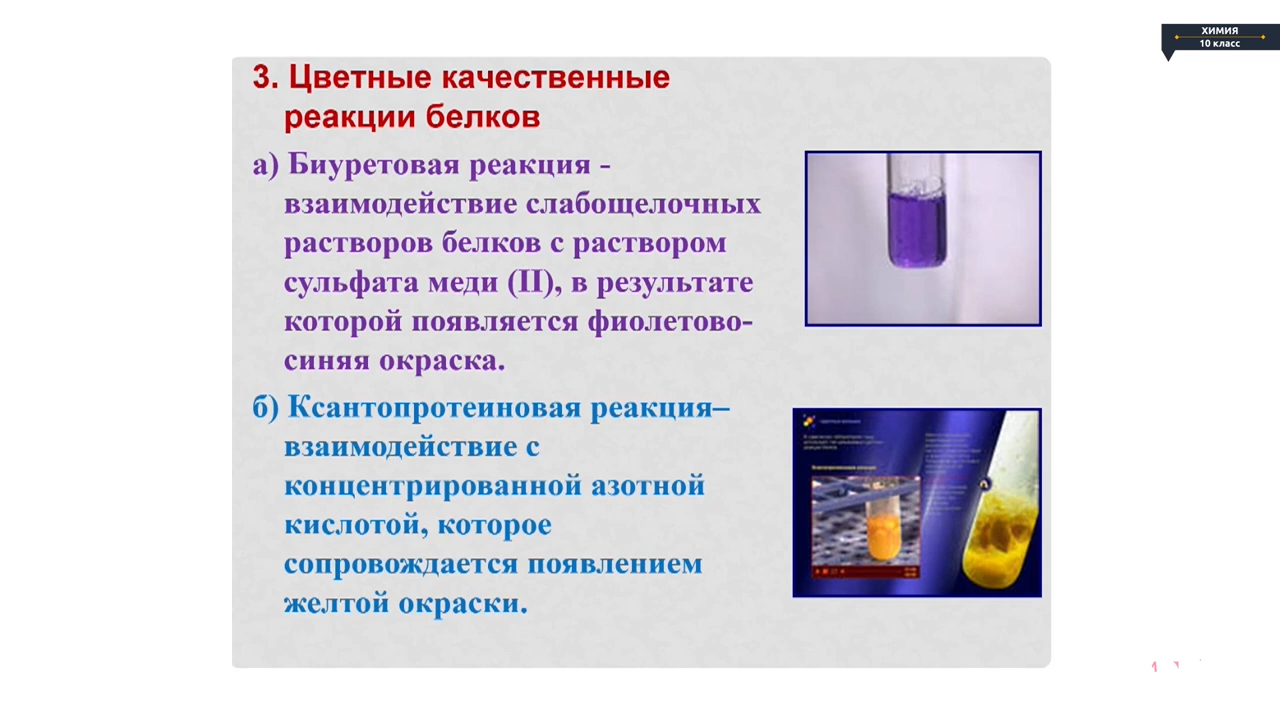 ХИМИЯ
10 класс
3. Цветные качественные
реакции белков
а) Биуретовая реакция -
взаимодействие слабощелочных
растворов белков с раствором
сульфата меди (II), в результате
которой появляется фиолетово-
синяя окраска.
б) Ксантопротеиновая реакция–
взаимодействие с
концентрированной азотной
кислотой, которое
сопровождается появлением
желтой окраски.